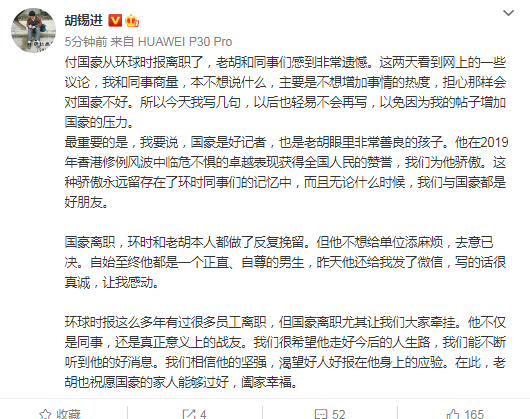 胡锡进
5分钟前 来自 HUAWEI P30 Pro
付国豪从环球时报离职了，老胡和同事们感到非常遗憾。这两天看到网上的一些
议论，我和同事商量，本不想说什么，主要是不想增加事情的热度，担心那样会
对国豪不好。所以今天我写几句，以后也轻易不会再写，以免因为我的帖子增加
国豪的压力。
最重要的是，我要说，国豪是好记者，也是老胡眼里非常善良的孩子。他在2019
年香港修例风波中临危不惧的卓越表现获得全国人民的赞誉，我们为他骄傲。这
种骄傲永远留存在了环时同事们的记忆中，而且无论什么时候，我们与国豪都是
好朋友。
国豪离职，环时和老胡本人都做了反复挽留。但他不想给单位添麻烦，去意已
决。自始至终他都是一个正直、自尊的男生，昨天他还给我发了微信，写的话很
真诚，让我感动。
环球时报这么多年有过很多员工离职，但国豪离职尤其让我们大家牵挂。他不仅
是同事，还是真正意义上的战友。我们很希望他走好今后的人生路，我们能不断
听到他的好消息。我们相信他的坚强，渴望好人好报在他身上的应验。在此，老
胡也祝愿国豪的家人能够过好，阖家幸福。
收藏 4 52 165